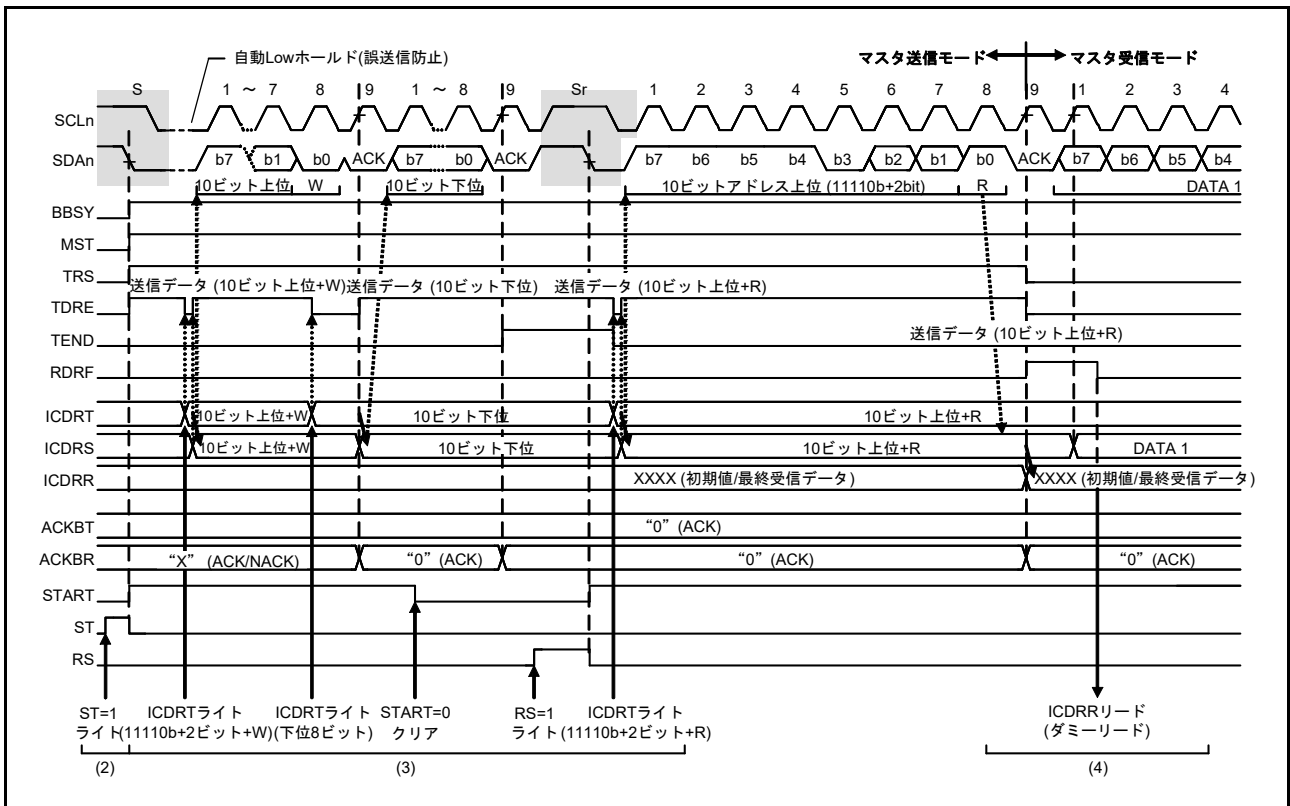 自動Lowホールド(誤送信防止)
マスタ送信モード マスタ受信モード
S 1 ～ 7 8 9 1 ～ 8 9 Sr 1 2 3 4 5 6 7 8 9 1 2 3 4
SCLn
SDAn b7 b1 b0 ACK b7 b0 ACK b7 b6 b5 b4 b3 b2 b1 b0 ACK b7 b6 b5 b4
10ビット上位 W 10ビット下位 10ビットアドレス上位 (11110b+2bit) R DATA 1
BBSY
MST
TRS
送信データ (10ビット上位+W) 送信データ (10ビット下位) 送信データ (10ビット上位+R)
TDRE
TEND 送信データ (10ビット上位+R)
RDRF
ICDRT 10ビット上位+W 10ビット下位 10ビット上位+R
ICDRS 10ビット上位+W 10ビット下位 10ビット上位+R DATA 1
ICDRR XXXX (初期値/最終受信データ) XXXX (初期値/最終受信データ)
ACKBT “0” (ACK)
ACKBR “X” (ACK/NACK) “0” (ACK) “0” (ACK) “0” (ACK)
START
ST
RS
ST=1 ICDRTライト ICDRTライト START=0 RS=1 ICDRTライト ICDRRリード
ライト (11110b+2ビット+W) (下位8ビット) クリア ライト (11110b+2ビット+R) (ダミーリード)
(2) (3) (4)